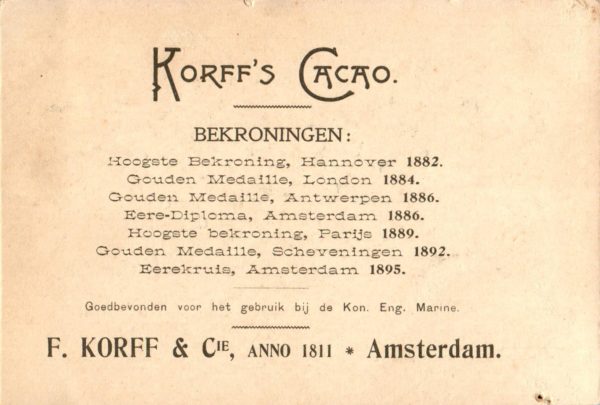 KORFF'S CACAO.
BEKRONINGEN:
Hoogste Bekroning, Hannover 1882.
Gouden Medaille, London 1884.
Gouden Medaille, Antwerpen 1886.
Eere-Diploma, Amsterdam 1886.
Hoogste bekroning, Parijs 1889.
Gouden Medaille, Scheveningen 1892.
Eerekruis, Amsterdam 1895.
Goedbevonden voor het gebruik bij de Kon. Eng. Marine.
F. KORFF & CIE, ANNO 1811 * Amsterdam.